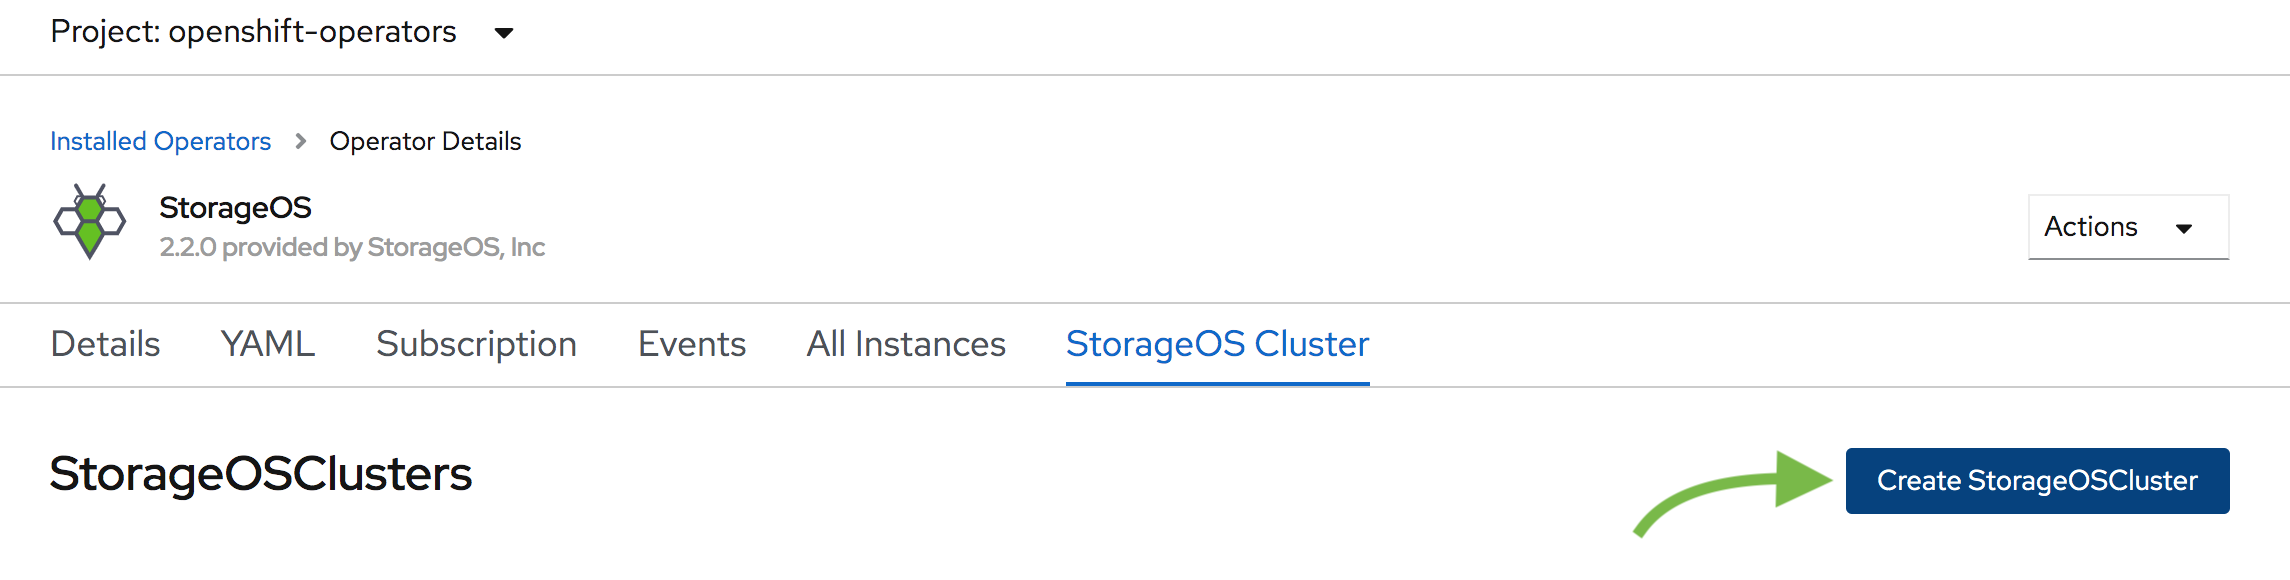 Project: openshift-operators
Installed Operators > Operator Details
StorageOS
2.2.0 provided by StorageOS, Inc
Actions
Details YAML Subscription Events All Instances StorageOS Cluster
StorageOSClusters
Create StorageOSCluster